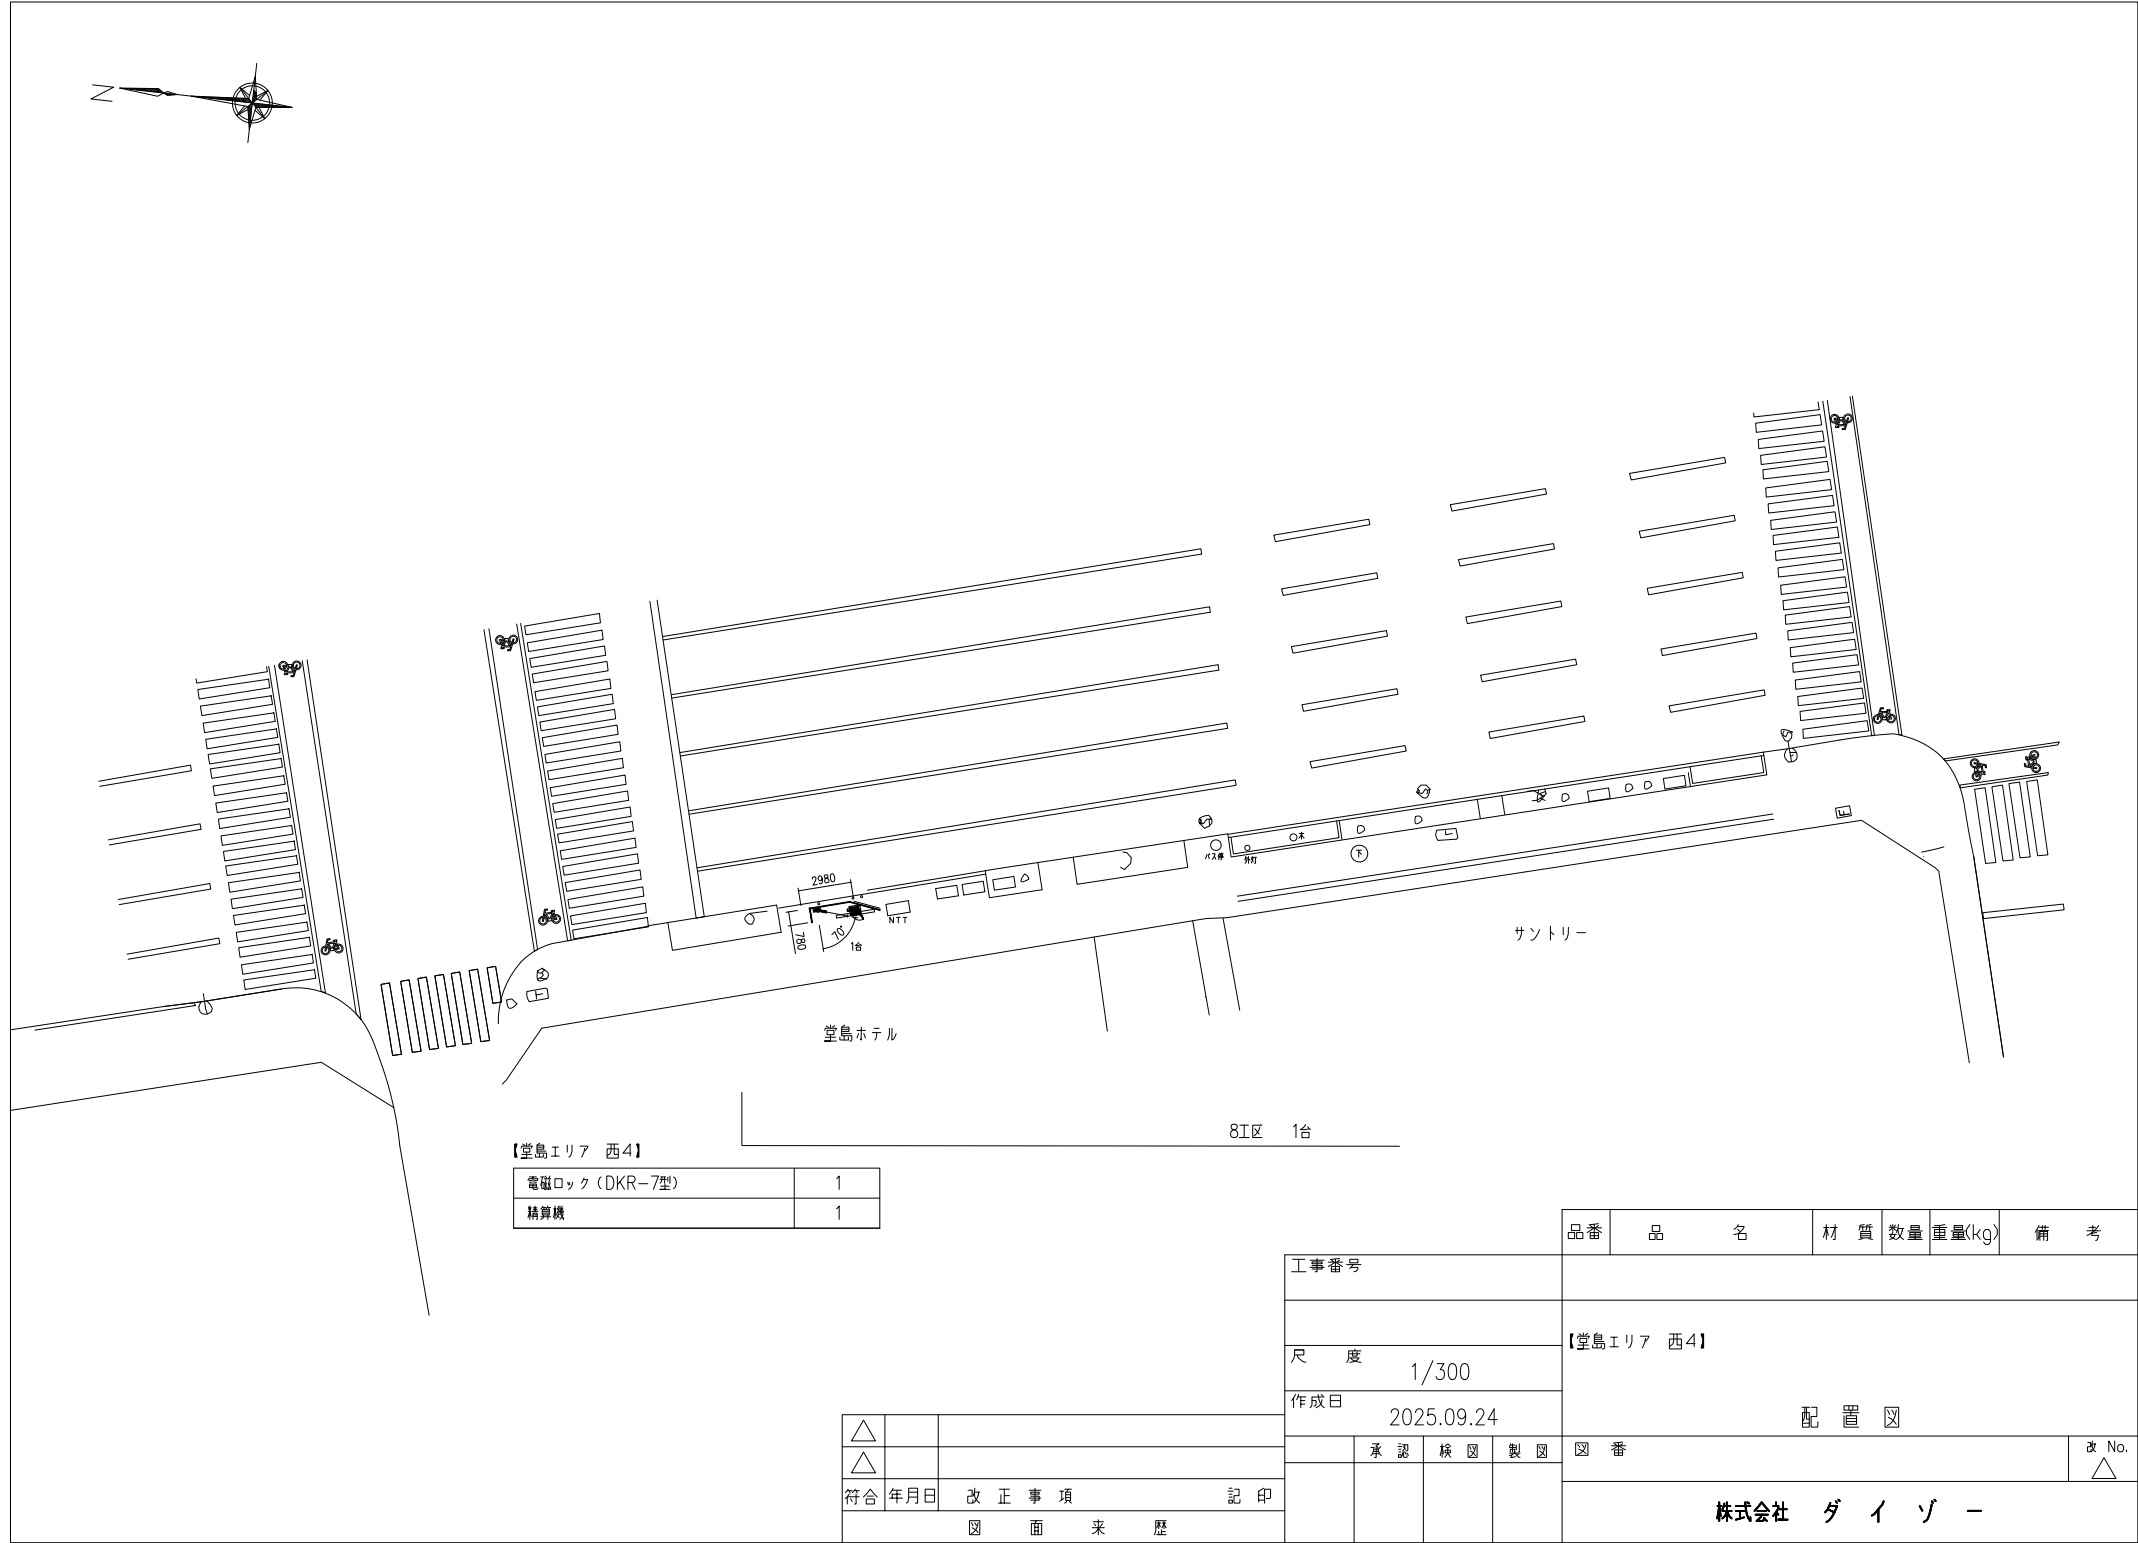 N
2980
780
70°
1台
NTT
バス停
外灯
木
下
サントリー
堂島ホテル
8工区 1台
【堂島エリア 西4】
電磁ロック(DKR-7型) 1
精算機 1
品番 品名 材質 数量 重量(kg) 備考
工事番号
【堂島エリア 西4】
尺度 1/300
作成日 2025.09.24
配置図
承認 検図 製図
図番
改 No.
符合 年月日 改正事項 記印
図面来歴
株式会社 ダイゾー